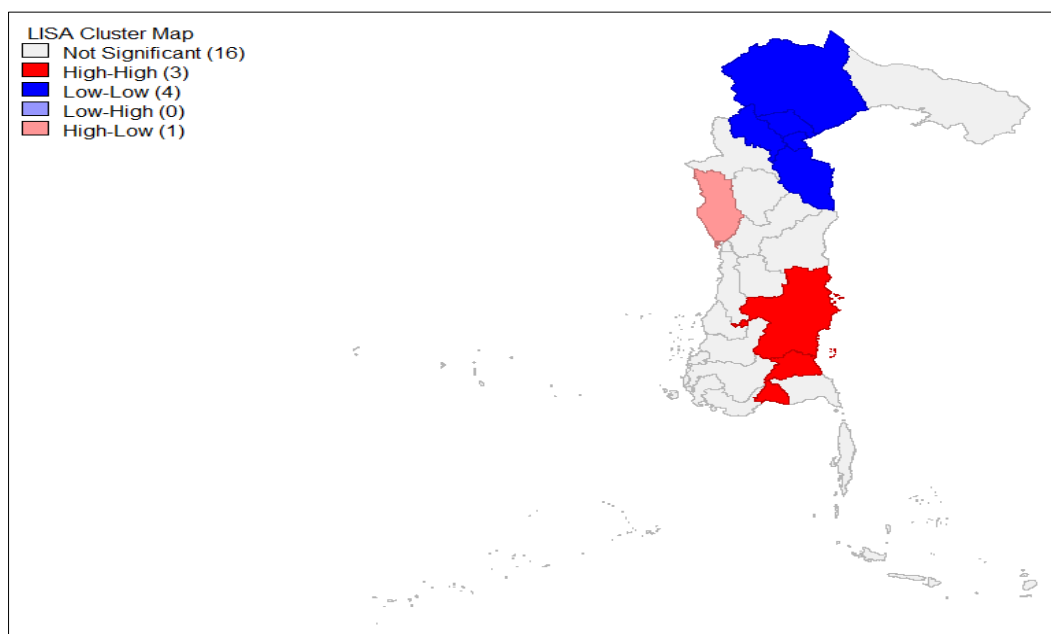 LISA Cluster Map
Not Significant (16)
High-High (3)
Low-Low (4)
Low-High (0)
High-Low (1)